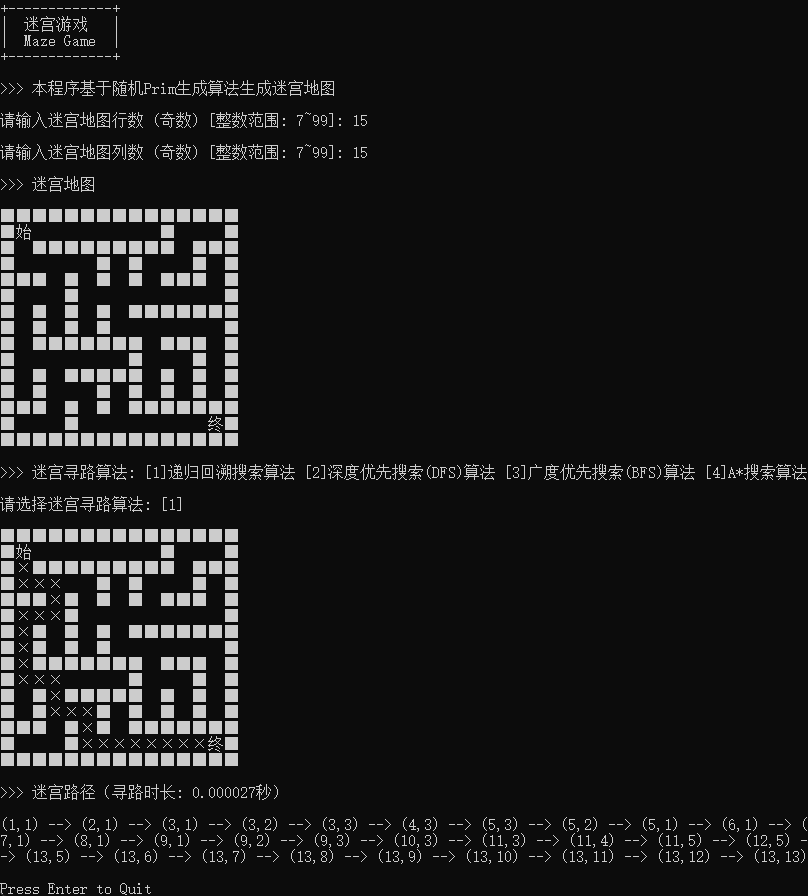 迷宫游戏
Maze Game
>>> 本程序基于随机Prim生成算法生成迷宫地图
请输入迷宫地图行数 (奇数) [整数范围: 7~99]: 15
请输入迷宫地图列数 (奇数) [整数范围: 7~99]: 15
>>> 迷宫地图
始
终
>>> 迷宫寻路算法: [1]递归回溯搜索算法 [2]深度优先搜索(DFS)算法 [3]广度优先搜索(BFS)算法 [4]A*搜索算法
请选择迷宫寻路算法: [1]
始
终
>>> 迷宫路径 (寻路时长: 0.000027秒)
(1,1) --> (2,1) --> (3,1) --> (3,2) --> (3,3) --> (4,3) --> (5,3) --> (5,2) --> (5,1) --> (6,1) --> (
7,1) --> (8,1) --> (9,1) --> (9,2) --> (9,3) --> (10,3) --> (11,3) --> (11,4) --> (11,5) --> (12,5) -
-> (13,5) --> (13,6) --> (13,7) --> (13,8) --> (13,9) --> (13,10) --> (13,11) --> (13,12) --> (13,13)
Press Enter to Quit